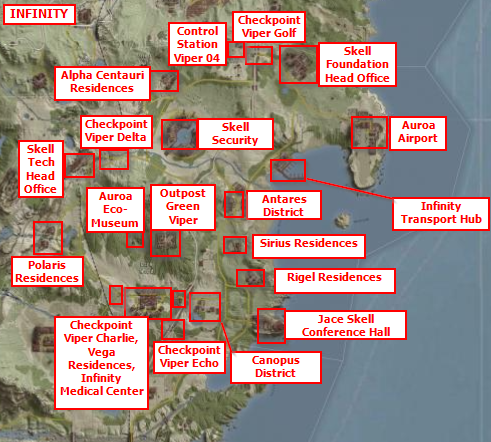 INFINITY
Checkpoint
Viper Golf
Control
Station
Viper 04
Skell
Foundation
Head Office
Alpha Centauri
Residences
Checkpoint
Viper Delta
Skell
Security
Auroa
Airport
Skell
Tech
Head
Office
Auroa
Eco-
Museum
Outpost
Green
Viper
Antares
District
Infinity
Transport Hub
Sirius Residences
Polaris
Residences
Rigel Residences
Jace Skell
Conference Hall
Checkpoint
Viper Charlie,
Vega
Residences,
Infinity
Medical Center
Checkpoint
Viper Echo
Canopus
District